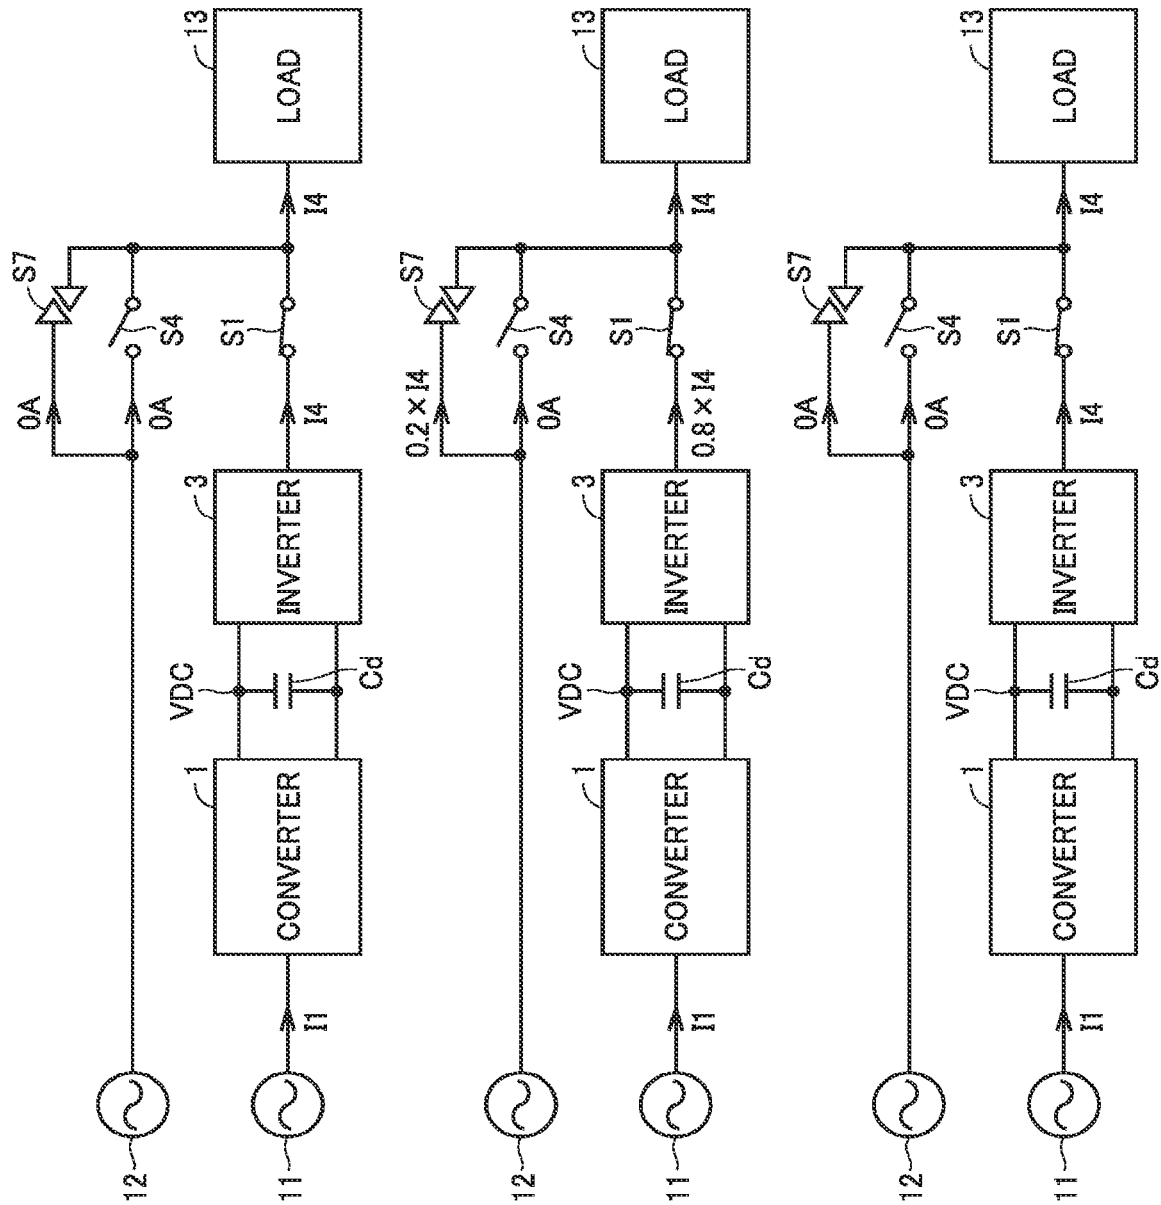 S7
0A
S4
0A
12
13
LOAD
I4
S1
I4
3
INVERTER
VDC
Cd
1
CONVERTER
I1
11
S7
0.2 × I4
S4
0A
12
13
LOAD
I4
S1
0.8 × I4
3
INVERTER
VDC
Cd
1
CONVERTER
I1
11
S7
0A
S4
0A
12
13
LOAD
I4
S1
I4
3
INVERTER
VDC
Cd
1
CONVERTER
I1
11